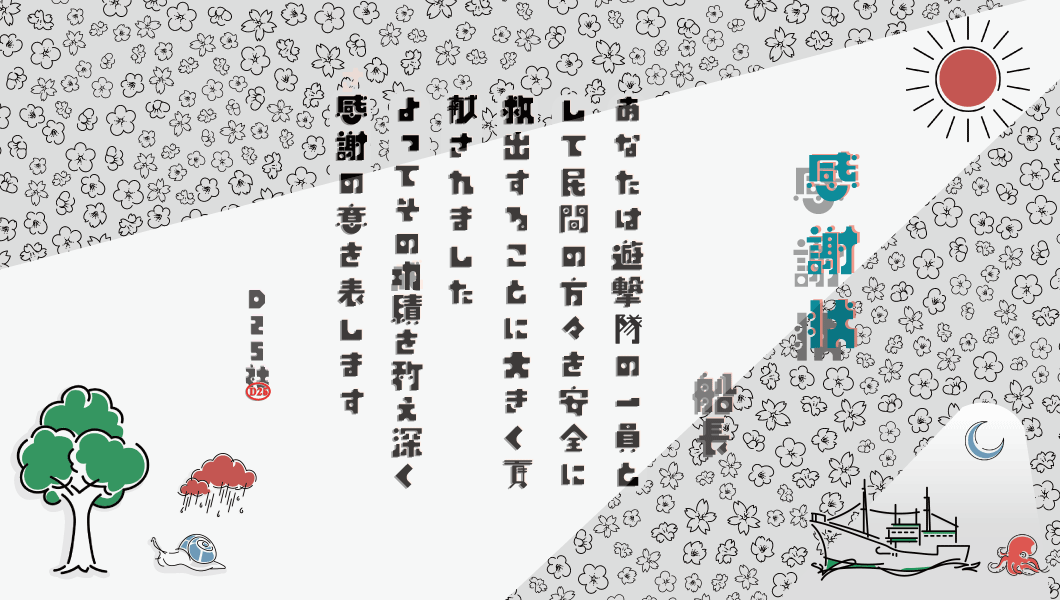 感謝状
船長
あなたは遊撃隊の一員と
して民間の方々を安全に
救出することに大きく貢
献されました
よってその功績を称え深く
感謝の意を表します
D25社